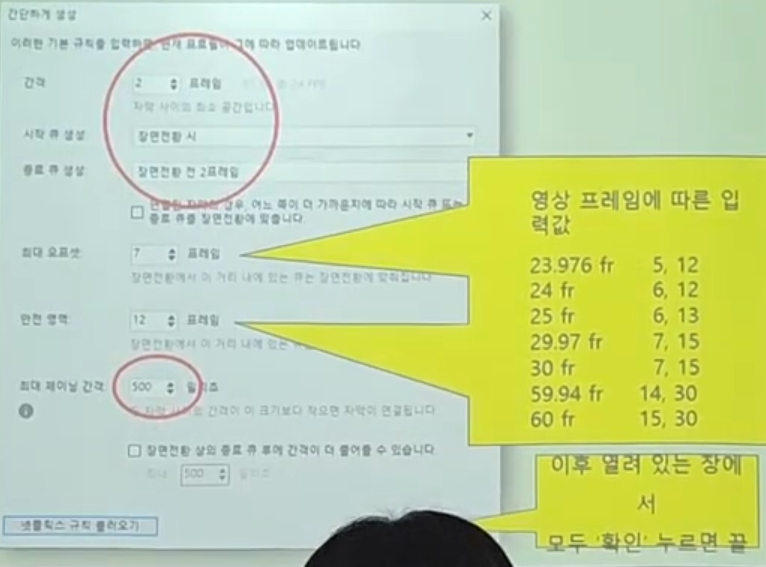 간단하게 생성
이러한 기본 규칙을 입력하면, 현재 프로필이 그에 따라 업데이트됩니다.
간격
2 프레임
자막 사이의 최소 공간입니다
시작 큐 생성: 장면전환 시
종료 큐 생성: 장면전환 전 2프레임
연결된 자막의 경우, 어느 쪽이 더 가까운지에 따라 시작 큐 또는
종료 큐를 장면전환에 맞춥니다.
최대 오프셋: 7 프레임
장면전환에서 이 거리 내에 있는 큐는 장면전환에 맞춰집니다
안전 영역: 12 프레임
장면전환에서 이 거리 내에 있는
최대 체이닝 간격: 500 밀리초
두 자막 사이의 간격이 이 크기보다 작으면 자막이 연결됩니다
장면전환 상의 종료 큐 후에 간격이 더 줄어들 수 있습니다.
최대: 500 밀리초
넷플릭스 규칙 불러오기
영상 프레임에 따른 입
력값
23.976 fr 5, 12
24 fr 6, 12
25 fr 6, 13
29.97 fr 7, 15
30 fr 7, 15
59.94 fr 14, 30
60 fr 15, 30
이후 열려 있는 창에
서
모두 '확인' 누르면 끝